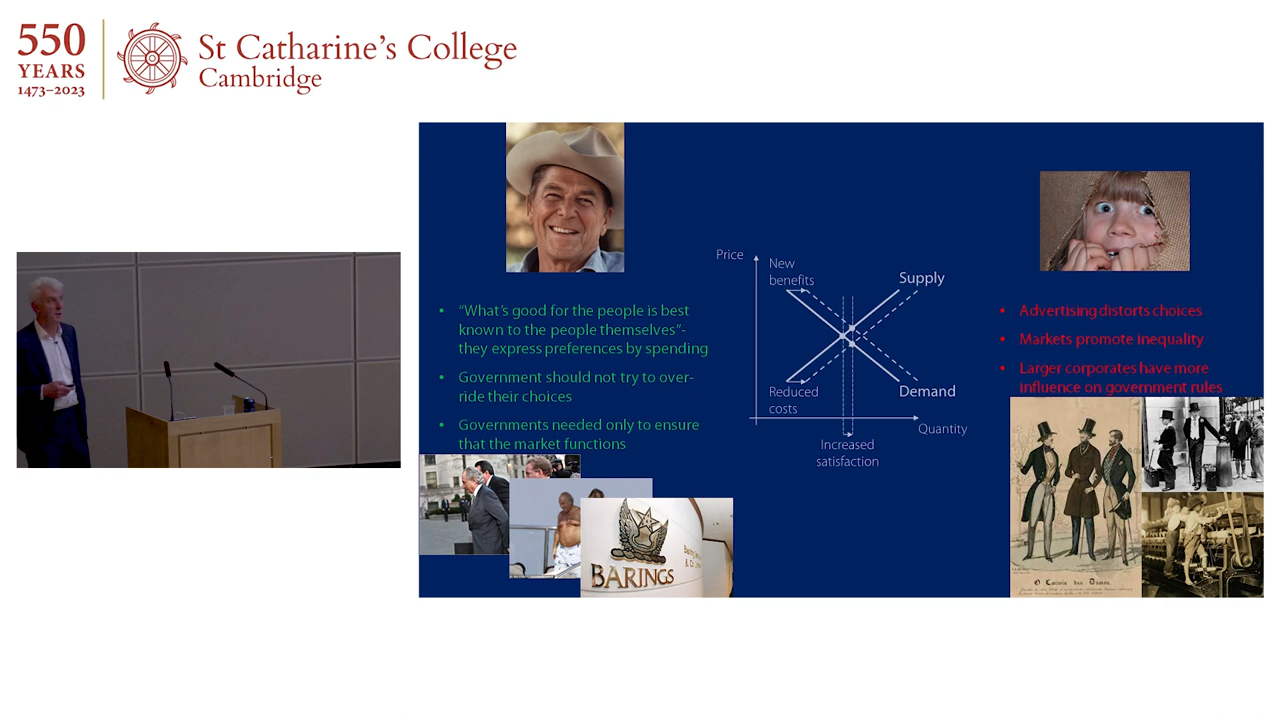 550
YEARS
1473–2023
St Catharine's College
Cambridge
• "What's good for the people is best
known to the people themselves"-
they express preferences by spending
• Government should not try to over-
ride their choices
• Governments needed only to ensure
that the market functions
BARINGS
Price
New
benefits
Supply
Reduced
costs
Demand
Quantity
Increased
satisfaction
• Advertising distorts choices
• Markets promote inequality
• Larger corporates have more
influence on government rules